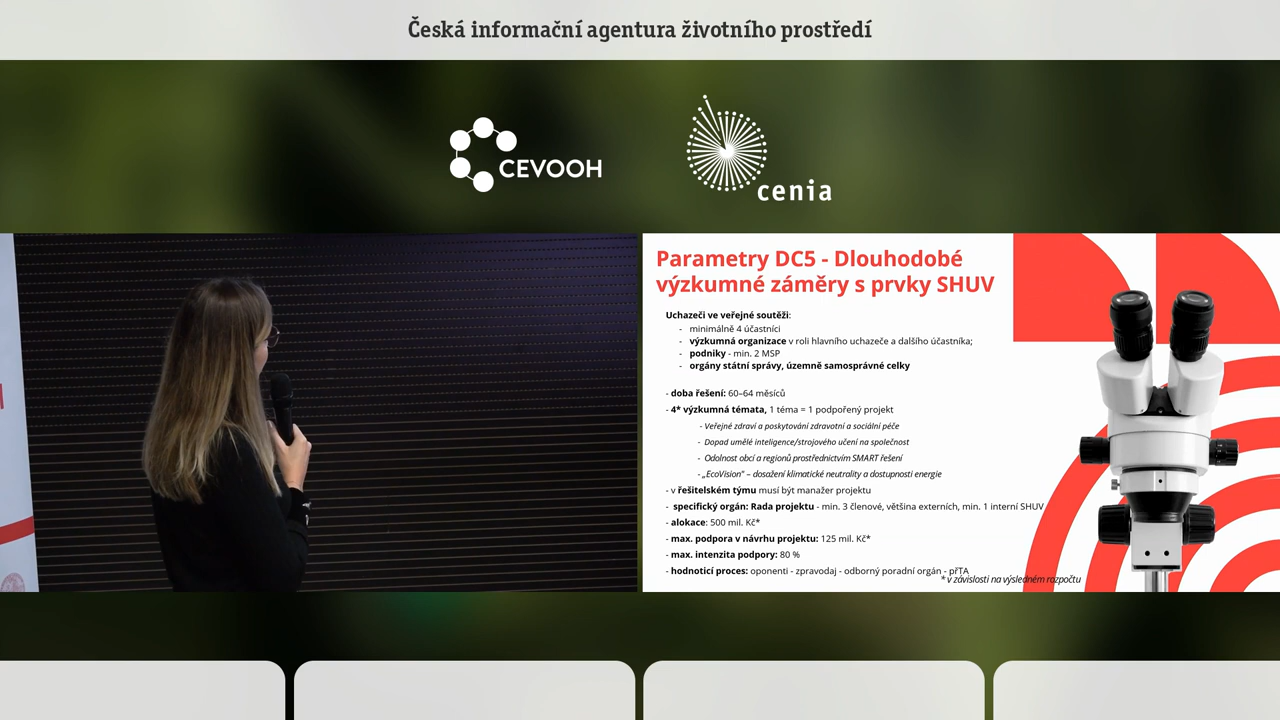 Česká informační agentura životního prostředí
CEVOOH
cenia
Parametry DC5 - Dlouhodobé
výzkumné záměry s prvky SHUV
Uchazeči ve veřejné soutěži:
- minimálně 4 účastníci
- výzkumná organizace v roli hlavního uchazeče a dalšího účastníka;
- podniky - min. 2 MSP
- orgány státní správy, územně samosprávné celky
- doba řešení: 60–64 měsíců
- 4* výzkumná témata, 1 téma = 1 podpořený projekt
- Veřejné zdraví a poskytování zdravotní a sociální péče
- Dopad umělé inteligence/strojového učení na společnost
- Odolnost obcí a regionů prostřednictvím SMART řešení
- „EcoVision" – dosažení klimatické neutrality a dostupnosti energie
- v řešitelském týmu musí být manažer projektu
- specifický orgán: Rada projektu - min. 3 členové, většina externích, min. 1 interní SHUV
- alokace: 500 mil. Kč*
- max. podpora v návrhu projektu: 125 mil. Kč*
- max. intenzita podpory: 80 %
- hodnoticí proces: oponenti - zpravodaj - odborný poradní orgán - přTA
* v závislosti na výsledném rozpočtu